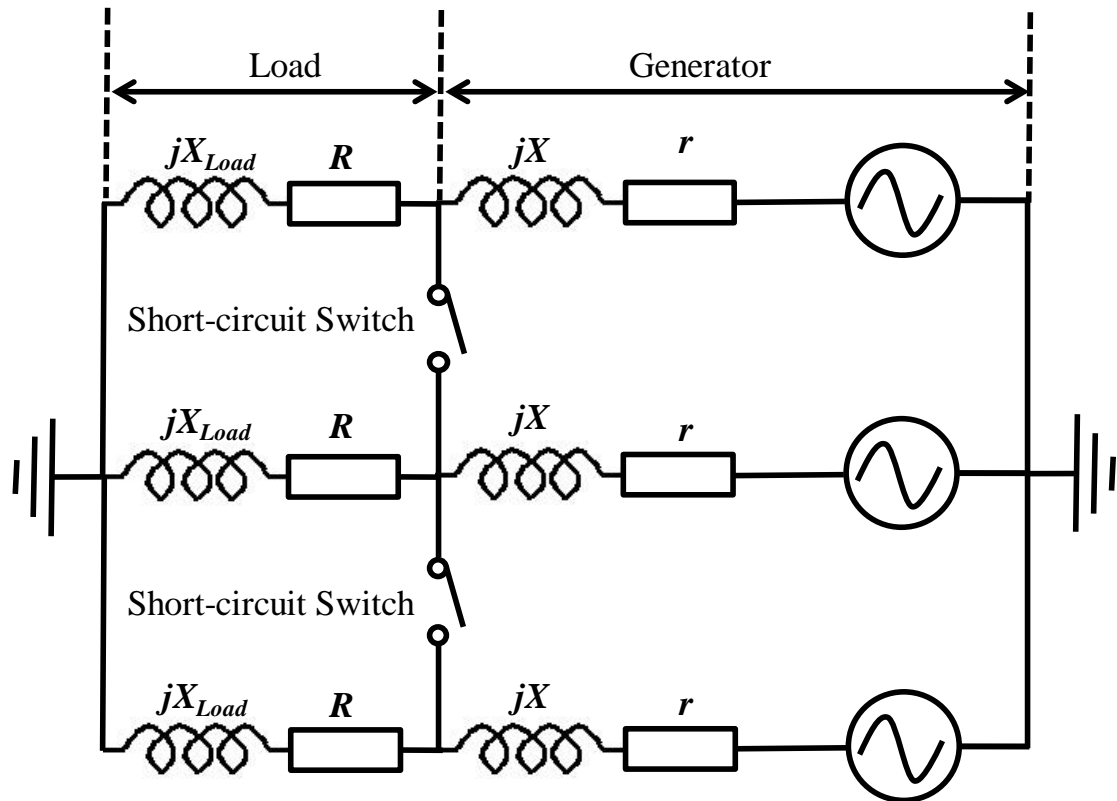 Load
Generator
jX_Load
R
jX
r
Short-circuit Switch
jX_Load
R
jX
r
Short-circuit Switch
jX_Load
R
jX
r